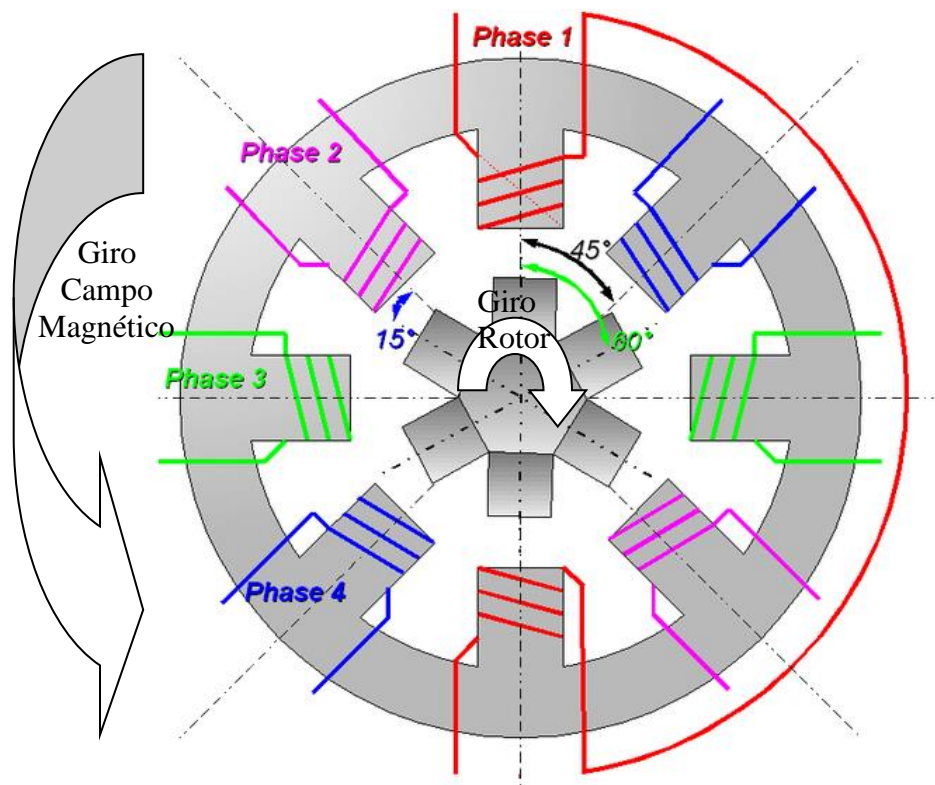 Phase 1
Phase 2
Giro
Campo
Magnético
45°
Giro
Rotor
15°
60°
Phase 3
Phase 4